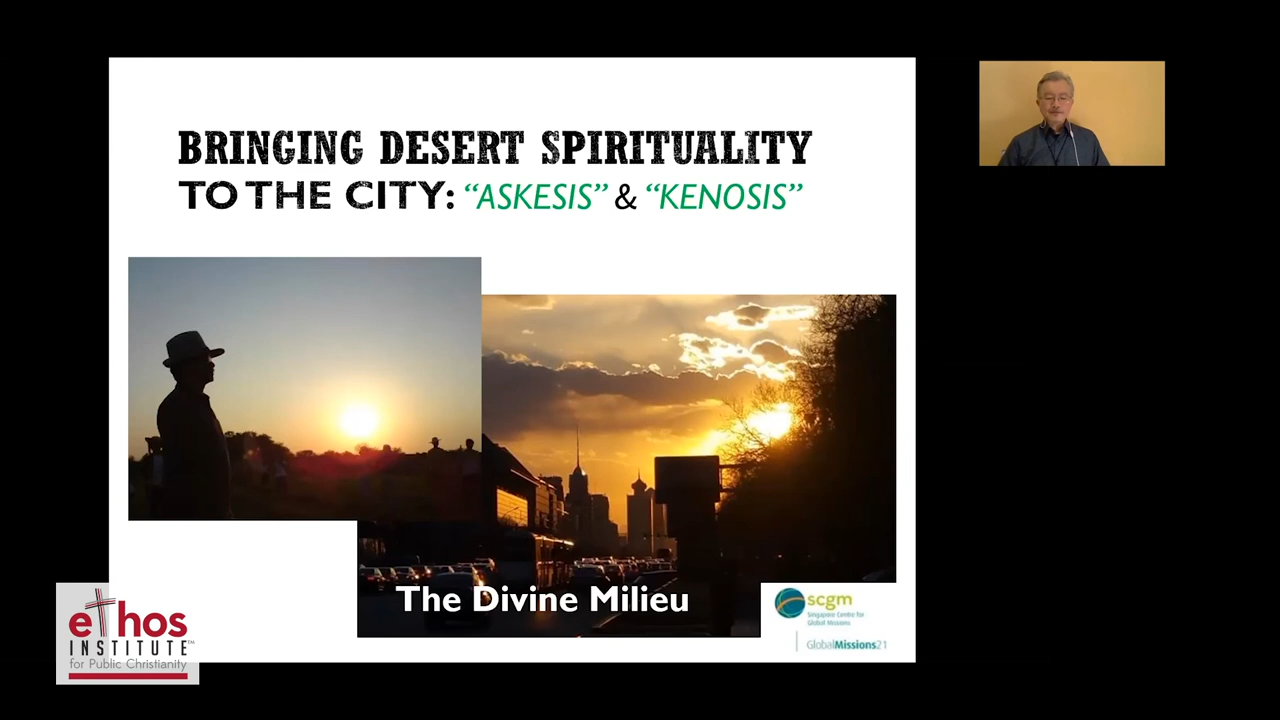 BRINGING DESERT SPIRITUALITY
TO THE CITY: “ASKESIS” & “KENOSIS”
The Divine Milieu
scgm
Singapore Centre for
Global Missions
GlobalMissions21
ethos
INSTITUTE™
for Public Christianity